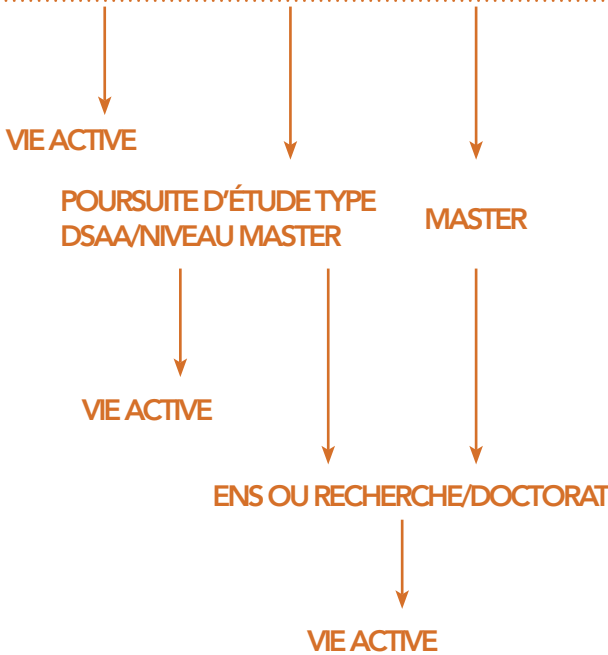 VIE ACTIVE
POURSUITE D'ÉTUDE TYPE
DSAA/NIVEAU MASTER
MASTER
VIE ACTIVE
ENS OU RECHERCHE/DOCTORAT
VIE ACTIVE